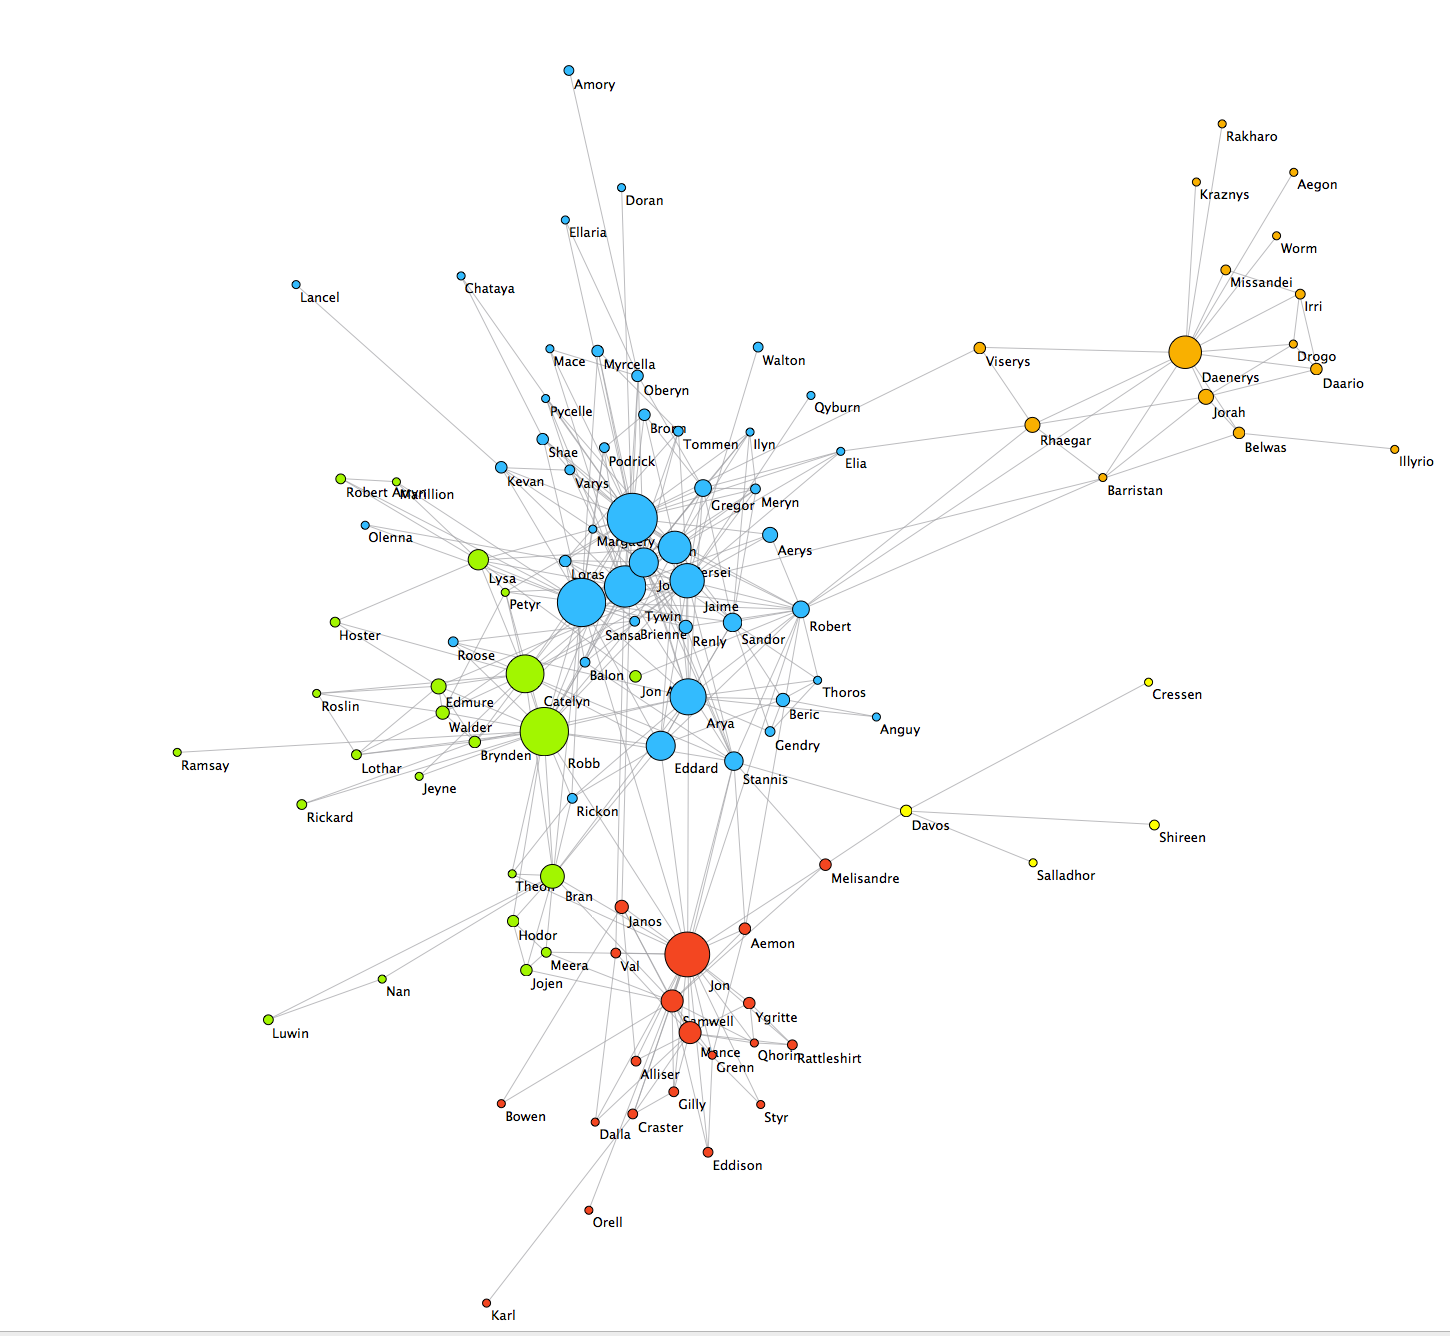 Amory
Rakharo
Aegon
Kraznys
Doran
Ellaria
Worm
Missandei
Chataya
Lancel
Irri
Mace
Myrcella
Walton
Viserys
Drogo
Daenerys
Daario
Oberyn
Qyburn
Pycelle
Jorah
Tommen
Ilyn
Rhaegar
Belwas
Shae
Podrick
Elia
Illyrio
Kevan
Varys
Barristan
Robert
Marillion
Gregor
Meryn
Olenna
Aerys
Loras
Lysa
Petyr
Jaime
Tywin
Robert
Hoster
Sansa
Brienne
Renly
Sandor
Roose
Balon
Jon
Thoros
Cressen
Catelyn
Edmure
Roslin
Beric
Arya
Walder
Anguy
Gendry
Brynden
Robb
Ramsay
Lothar
Eddard
Stannis
Jeyne
Rickon
Rickard
Davos
Shireen
Salladhor
Melisandre
Bran
Janos
Hodor
Aemon
Meera
Val
Jojen
Jon
Nan
Ygritte
Samwell
Luwin
Mance
Rattleshirt
Grenn
Alliser
Gilly
Bowen
Styr
Craster
Dalla
Eddison
Orell
Karl